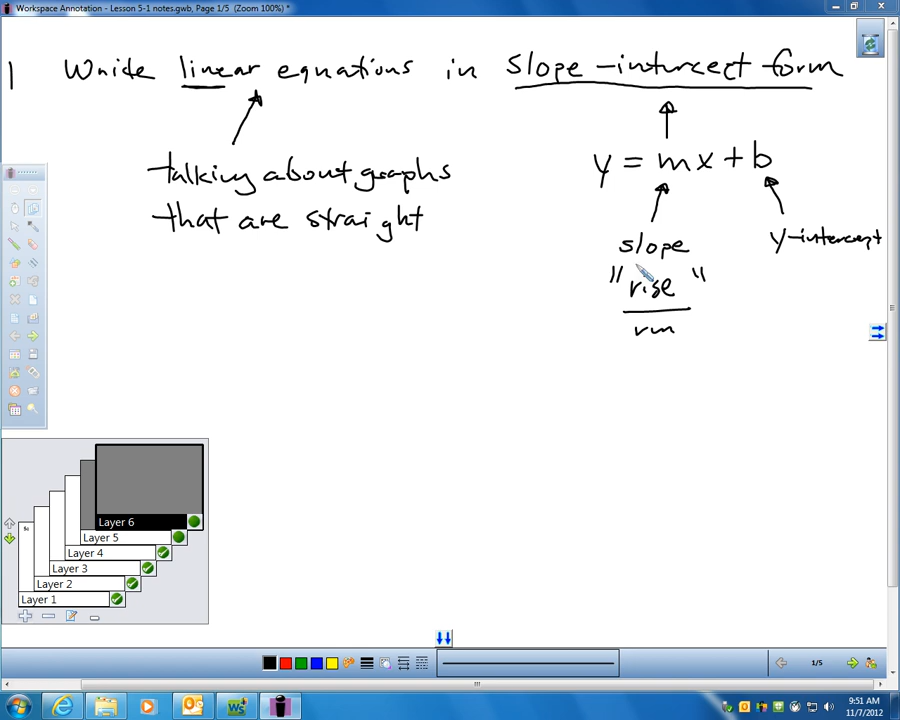 Workspace Annotation - Lesson 5-1 notes.gwb, Page 1/5 (Zoom 100%) *
1 Write linear equations in slope-intercept form
y = mx + b
talking about graphs
that are straight
slope
y-intercept
"rise"
run
Layer 6
Layer 5
Layer 4
Layer 3
Layer 2
Layer 1
1/5
9:51 AM
11/7/2012